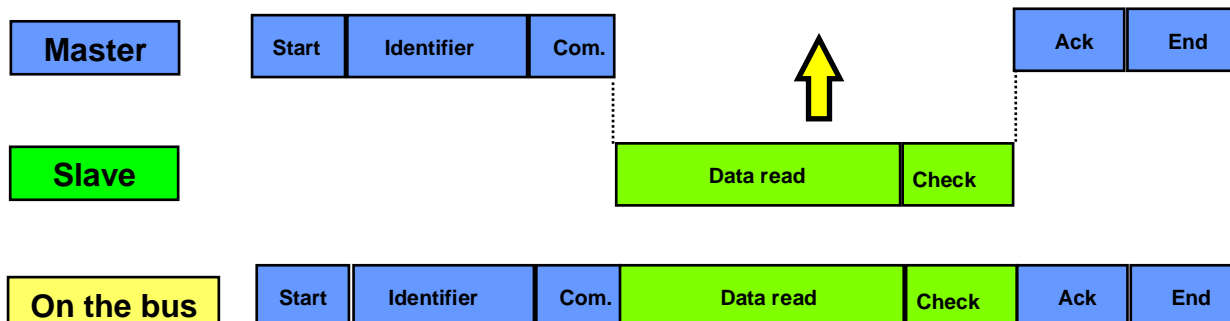 Master Start Identifier Com. Ack End
Slave Data read Check
On the bus Start Identifier Com. Data read Check Ack End